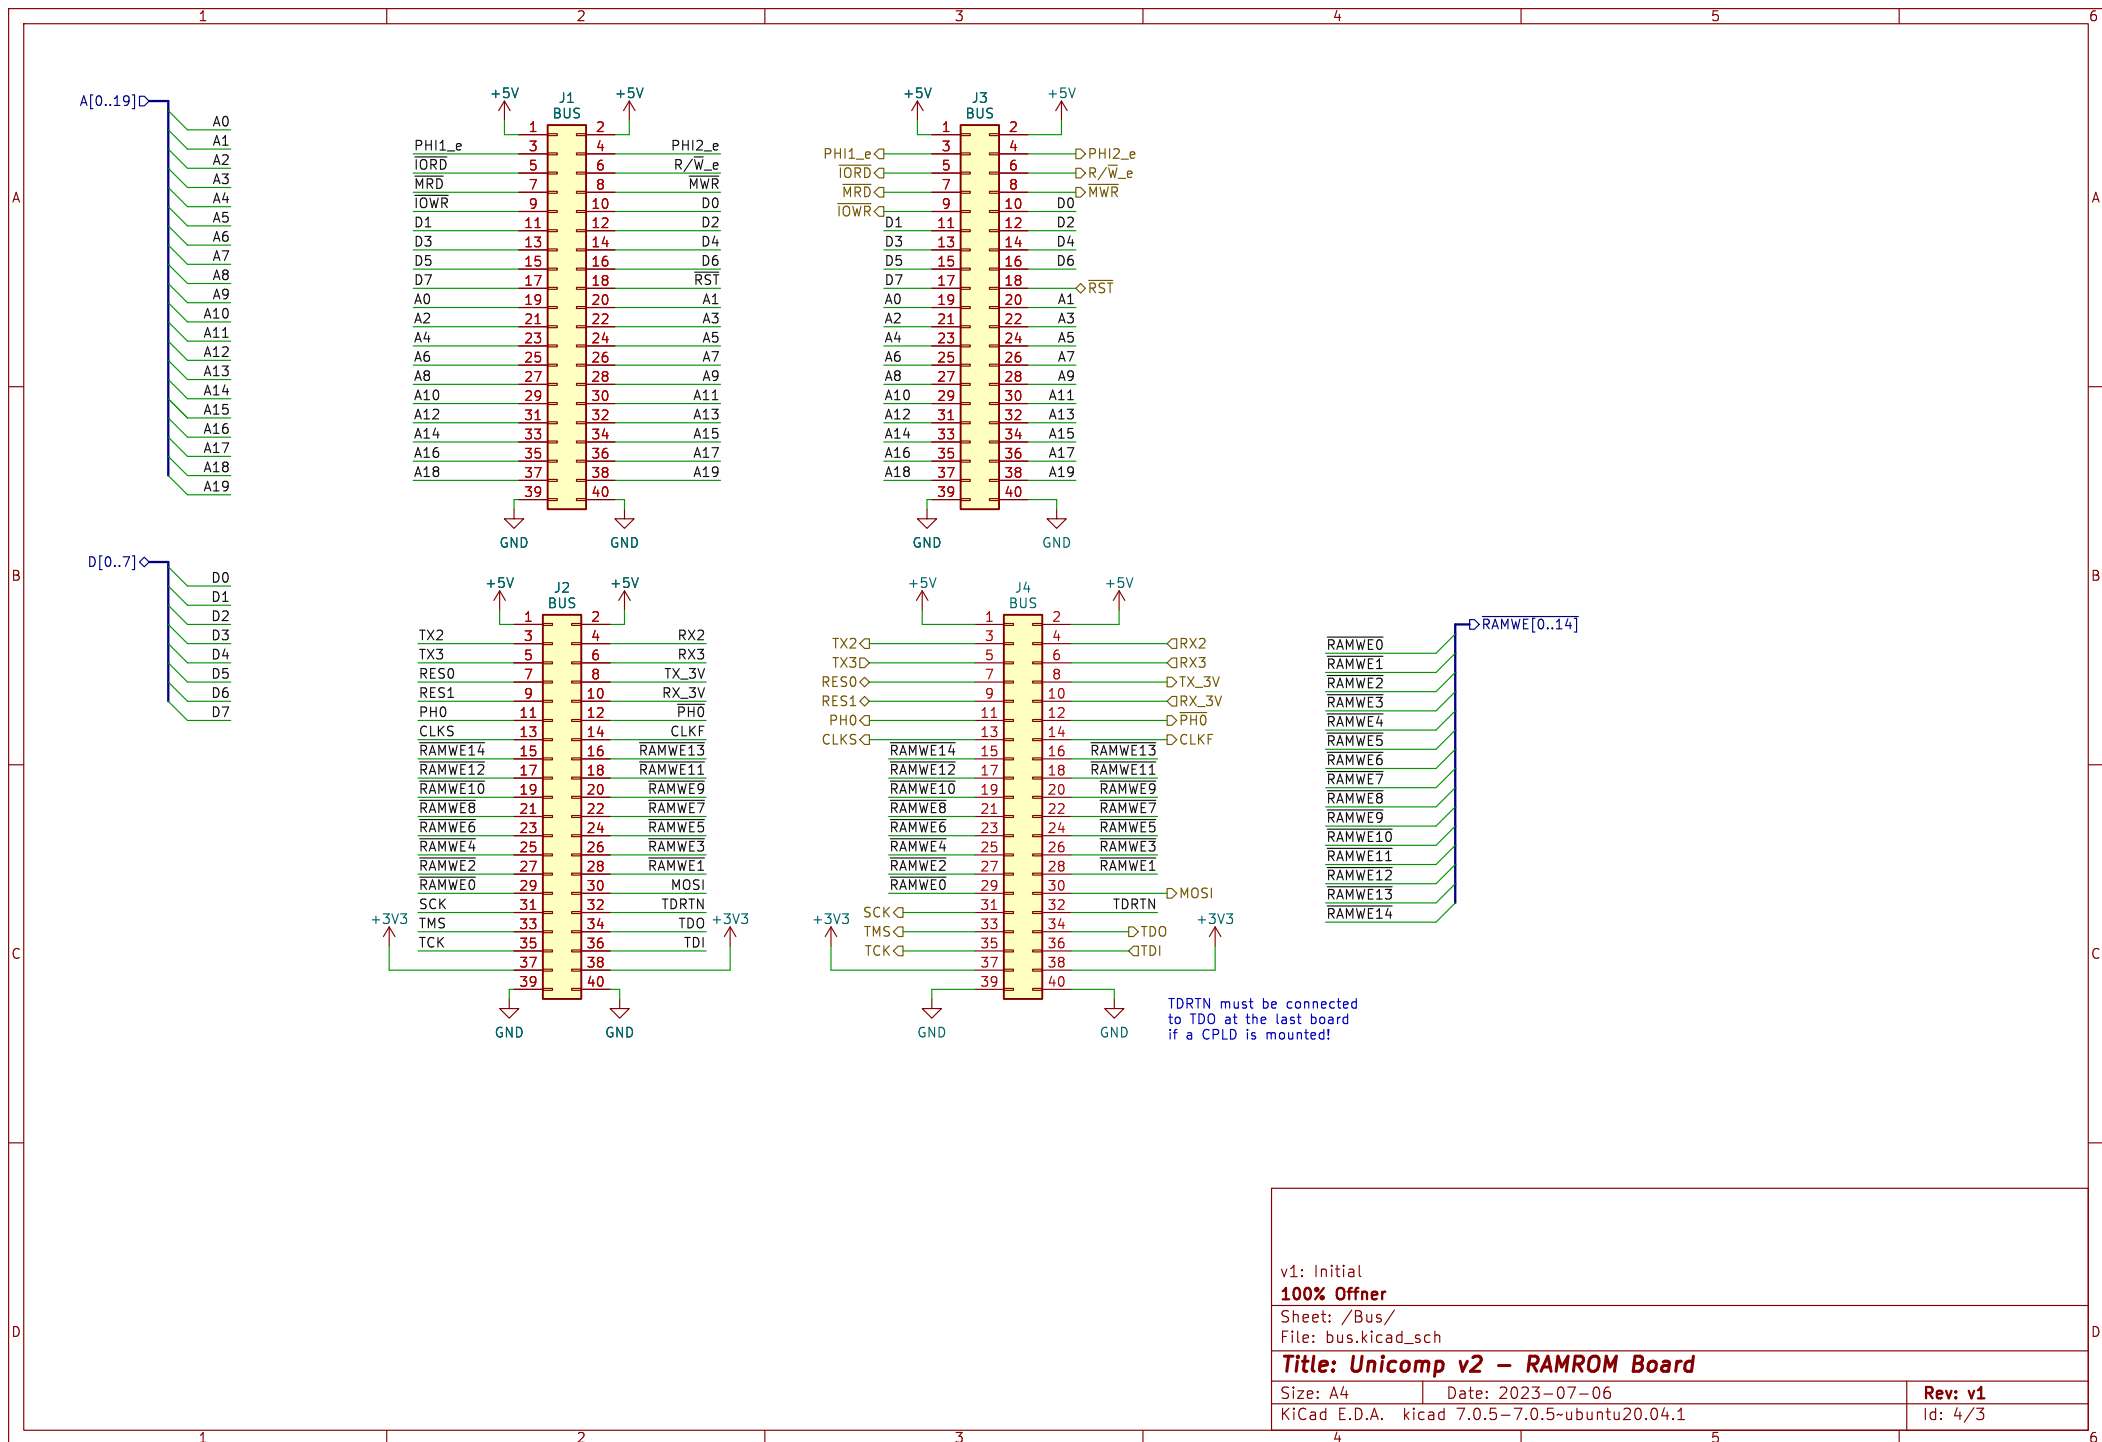 1 2 3 4 5 6
A[0..19]
A0
A1
A2
A3
A4
A5
A6
A7
A8
A9
A10
A11
A12
A13
A14
A15
A16
A17
A18
A19
D[0..7]
D0
D1
D2
D3
D4
D5
D6
D7
J1
BUS
+5V +5V
1 2
PHI1_e 3 4 PHI2_e
IORD 5 6 R/W_e
MRD 7 8 MWR
IOWR 9 10 D0
D1 11 12 D2
D3 13 14 D4
D5 15 16 D6
D7 17 18 RST
A0 19 20 A1
A2 21 22 A3
A4 23 24 A5
A6 25 26 A7
A8 27 28 A9
A10 29 30 A11
A12 31 32 A13
A14 33 34 A15
A16 35 36 A17
A18 37 38 A19
39 40
GND GND
J3
BUS
+5V +5V
1 2
PHI1_e 3 4 PHI2_e
IORD 5 6 R/W_e
MRD 7 8 MWR
IOWR 9 10 D0
D1 11 12 D2
D3 13 14 D4
D5 15 16 D6
D7 17 18 RST
A0 19 20 A1
A2 21 22 A3
A4 23 24 A5
A6 25 26 A7
A8 27 28 A9
A10 29 30 A11
A12 31 32 A13
A14 33 34 A15
A16 35 36 A17
A18 37 38 A19
39 40
GND GND
J2
BUS
+5V +5V
1 2
TX2 3 4 RX2
TX3 5 6 RX3
RES0 7 8 TX_3V
RES1 9 10 RX_3V
PH0 11 12 PH0
CLKS 13 14 CLKF
RAMWE14 15 16 RAMWE13
RAMWE12 17 18 RAMWE11
RAMWE10 19 20 RAMWE9
RAMWE8 21 22 RAMWE7
RAMWE6 23 24 RAMWE5
RAMWE4 25 26 RAMWE3
RAMWE2 27 28 RAMWE1
RAMWE0 29 30 MOSI
SCK 31 32 TDRTN
+3V3 TMS 33 34 TDO +3V3
TCK 35 36 TDI
37 38
39 40
GND GND
J4
BUS
+5V +5V
1 2
TX2 3 4 RX2
TX3 5 6 RX3
RES0 7 8 TX_3V
RES1 9 10 RX_3V
PH0 11 12 PH0
CLKS 13 14 CLKF
RAMWE14 15 16 RAMWE13
RAMWE12 17 18 RAMWE11
RAMWE10 19 20 RAMWE9
RAMWE8 21 22 RAMWE7
RAMWE6 23 24 RAMWE5
RAMWE4 25 26 RAMWE3
RAMWE2 27 28 RAMWE1
RAMWE0 29 30 MOSI
SCK 31 32 TDRTN
+3V3 TMS 33 34 TDO +3V3
TCK 35 36 TDI
37 38
39 40
GND GND
TDRTN must be connected
to TDO at the last board
if a CPLD is mounted!
RAMWE[0..14]
RAMWE0
RAMWE1
RAMWE2
RAMWE3
RAMWE4
RAMWE5
RAMWE6
RAMWE7
RAMWE8
RAMWE9
RAMWE10
RAMWE11
RAMWE12
RAMWE13
RAMWE14
A A
B B
C C
D D
v1: Initial
100% Offner
Sheet: /Bus/
File: bus.kicad_sch
Title: Unicomp v2 – RAMROM Board
Size: A4 Date: 2023-07-06 Rev: v1
KiCad E.D.A. kicad 7.0.5-7.0.5~ubuntu20.04.1 Id: 4/3
1 2 3 4 5 6